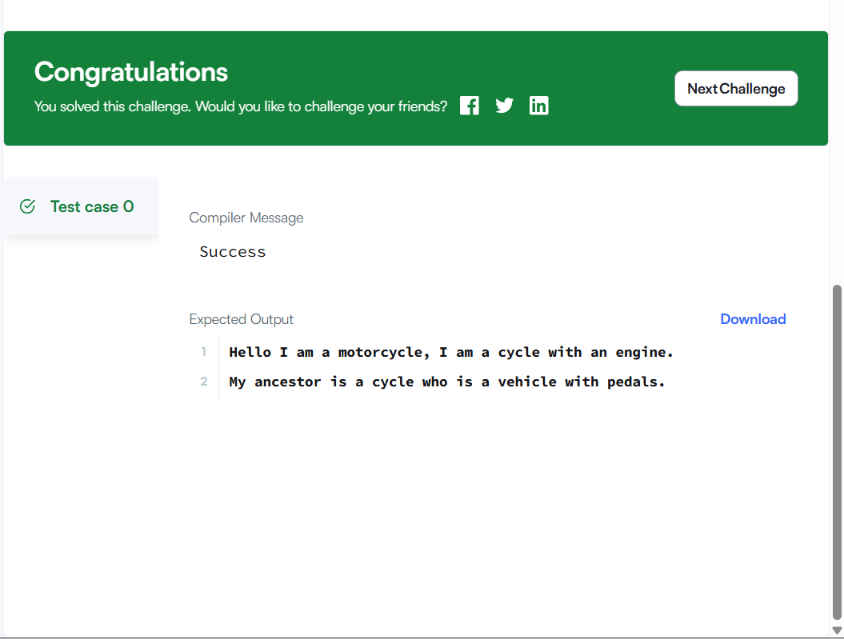 Congratulations
You solved this challenge. Would you like to challenge your friends?
Next Challenge
Test case 0
Compiler Message
Success
Expected Output
Download
1 Hello I am a motorcycle, I am a cycle with an engine.
2 My ancestor is a cycle who is a vehicle with pedals.